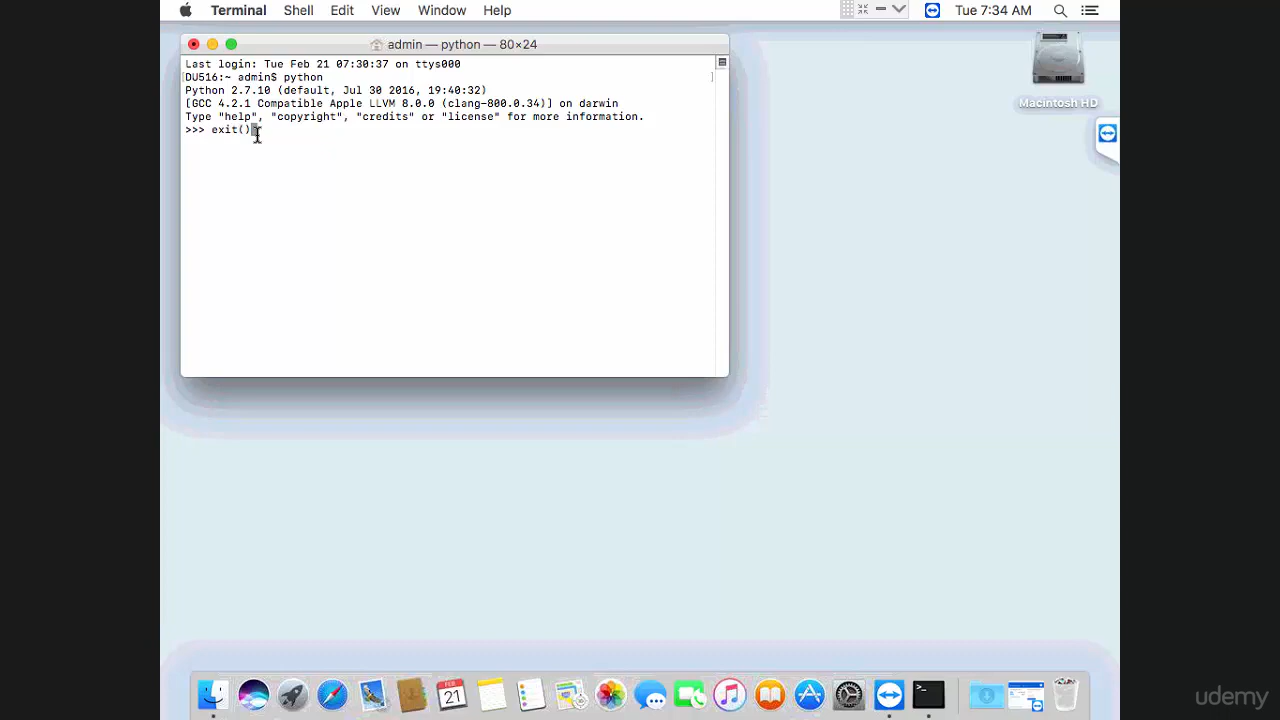 Terminal Shell Edit View Window Help Tue 7:34 AM
admin — python — 80×24
Last login: Tue Feb 21 07:30:37 on ttys000
DU516:~ admin$ python
Python 2.7.10 (default, Jul 30 2016, 19:40:32)
[GCC 4.2.1 Compatible Apple LLVM 8.0.0 (clang-800.0.34)] on darwin
Type "help", "copyright", "credits" or "license" for more information.
>>> exit()
Macintosh HD
FEB
21
>_
udemy